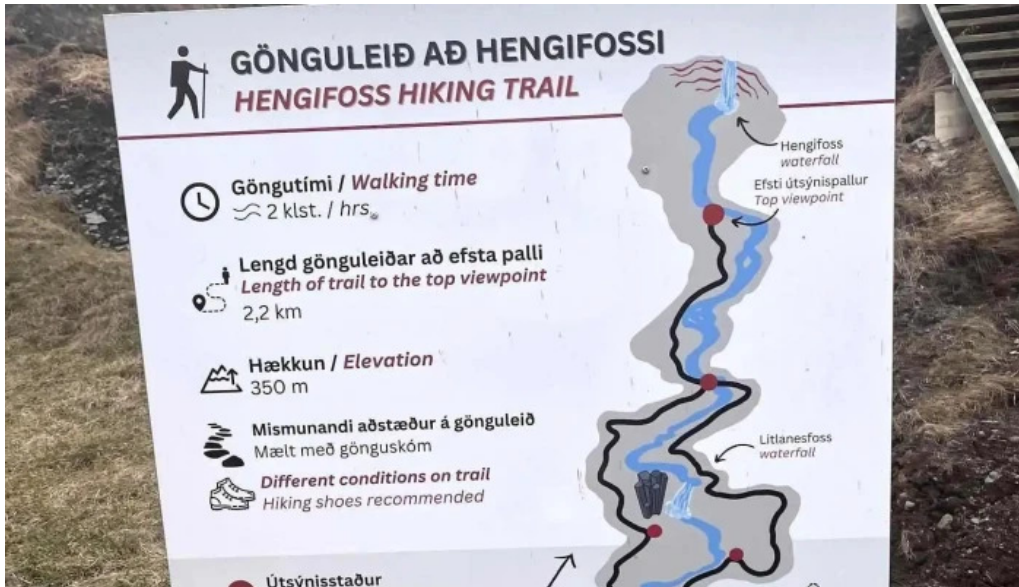 GÖNGULEIÐ AÐ HENGIFOSSI
HENGIFOSS HIKING TRAIL
Göngutími / Walking time
2 klst. / hrs.
Lengd gönguleiðar að efsta palli
Length of trail to the top viewpoint
2,2 km
Hækkun / Elevation
350 m
Mismunandi aðstæður á gönguleið
Mælt með gönguskóm
Different conditions on trail
Hiking shoes recommended
Útsýnisstaður
Hengifoss
waterfall
Efsti útsýnispallur
Top viewpoint
Litlanesfoss
waterfall